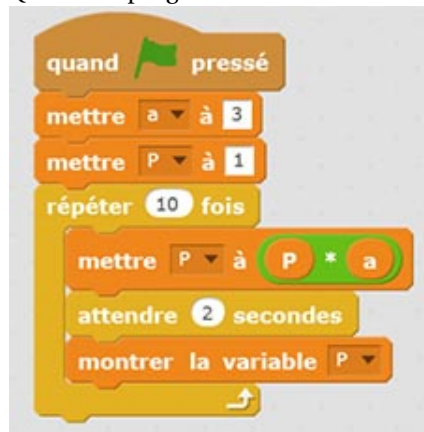 quand pressé
mettre a à 3
mettre P à 1
répéter 10 fois
mettre P à P * a
attendre 2 secondes
montrer la variable P